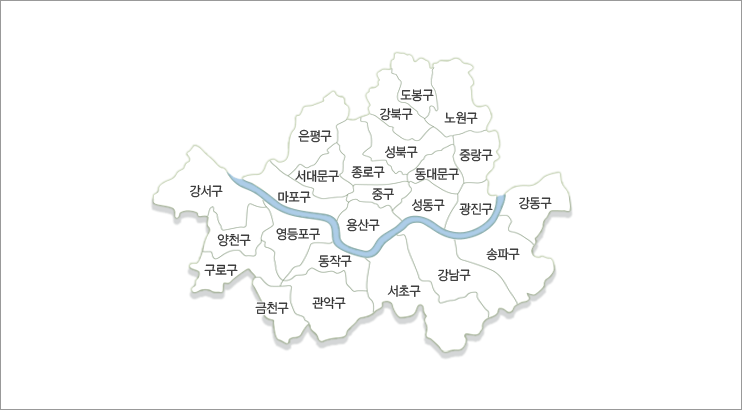 도봉구
강북구
노원구
은평구
성북구
중랑구
서대문구
종로구
동대문구
강서구
마포구
중구
성동구
광진구
강동구
용산구
양천구
영등포구
송파구
구로구
동작구
강남구
서초구
금천구
관악구